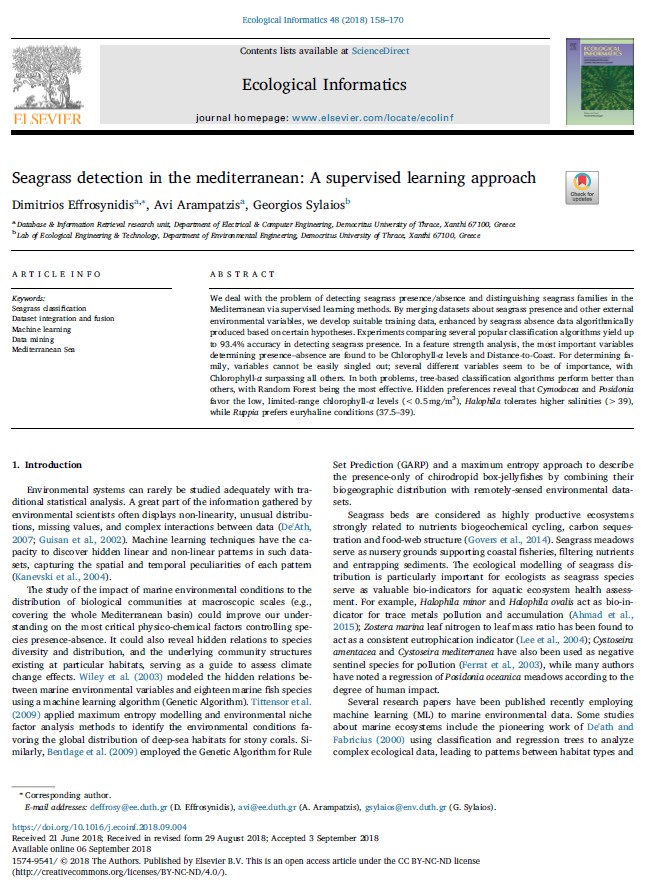 Ecological Informatics 48 (2018) 158–170
Contents lists available at ScienceDirect
Ecological Informatics
journal homepage: www.elsevier.com/locate/ecolinf
ELSEVIER
ECOLOGICAL
INFORMATICS
Seagrass detection in the mediterranean: A supervised learning approach
Check for
updates
Dimitrios Effrosynidisa,*, Avi Arampatzisa, Georgios Sylaiosb
a Database & Information Retrieval research unit, Department of Electrical & Computer Engineering, Democritus University of Thrace, Xanthi 67100, Greece
b Lab of Ecological Engineering & Technology, Department of Environmental Engineering, Democritus University of Thrace, Xanthi 67100, Greece
ARTICLE INFO
Keywords:
Seagrass classification
Dataset integration and fusion
Machine learning
Data mining
Mediterranean Sea
ABSTRACT
We deal with the problem of detecting seagrass presence/absence and distinguishing seagrass families in the
Mediterranean via supervised learning methods. By merging datasets about seagrass presence and other external
environmental variables, we develop suitable training data, enhanced by seagrass absence data algorithmically
produced based on certain hypotheses. Experiments comparing several popular classification algorithms yield up
to 93.4% accuracy in detecting seagrass presence. In a feature strength analysis, the most important variables
determining presence–absence are found to be Chlorophyll-α levels and Distance-to-Coast. For determining fa-
mily, variables cannot be easily singled out; several different variables seem to be of importance, with
Chlorophyll-α surpassing all others. In both problems, tree-based classification algorithms perform better than
others, with Random Forest being the most effective. Hidden preferences reveal that Cymodocea and Posidonia
favor the low, limited-range chlorophyll-α levels (< 0.5 mg/m3), Halophila tolerates higher salinities (> 39),
while Ruppia prefers euryhaline conditions (37.5–39).
1. Introduction
Environmental systems can rarely be studied adequately with tra-
ditional statistical analysis. A great part of the information gathered by
environmental scientists often displays non-linearity, unusual distribu-
tions, missing values, and complex interactions between data (De'Ath,
2007; Guisan et al., 2002). Machine learning techniques have the ca-
pacity to discover hidden linear and non-linear patterns in such data-
sets, capturing the spatial and temporal peculiarities of each pattern
(Kanevski et al., 2004).
The study of the impact of marine environmental conditions to the
distribution of biological communities at macroscopic scales (e.g.,
covering the whole Mediterranean basin) could improve our under-
standing on the most critical physico-chemical factors controlling spe-
cies presence-absence. It could also reveal hidden relations to species
diversity and distribution, and the underlying community structures
existing at particular habitats, serving as a guide to assess climate
change effects. Wiley et al. (2003) modeled the hidden relations be-
tween marine environmental variables and eighteen marine fish species
using a machine learning algorithm (Genetic Algorithm). Tittensor et al.
(2009) applied maximum entropy modelling and environmental niche
factor analysis methods to identify the environmental conditions fa-
voring the global distribution of deep-sea habitats for stony corals. Si-
milarly, Bentlage et al. (2009) employed the Genetic Algorithm for Rule
Set Prediction (GARP) and a maximum entropy approach to describe
the presence-only of chirodropid box-jellyfishes by combining their
biogeographic distribution with remotely-sensed environmental data-
sets.
Seagrass beds are considered as highly productive ecosystems
strongly related to nutrients biogeochemical cycling, carbon seques-
tration and food-web structure (Govers et al., 2014). Seagrass meadows
serve as nursery grounds supporting coastal fisheries, filtering nutrients
and entrapping sediments. The ecological modelling of seagrass dis-
tribution is particularly important for ecologists as seagrass species
serve as valuable bio-indicators for aquatic ecosystem health assess-
ment. For example, Halophila minor and Halophila ovalis act as bio-in-
dicator for trace metals pollution and accumulation (Ahmad et al.,
2015); Zostera marina leaf nitrogen to leaf mass ratio has been found to
act as a consistent eutrophication indicator (Lee et al., 2004); Cystoseira
amentacea and Cystoseira mediterranea have also been used as negative
sentinel species for pollution (Ferrat et al., 2003), while many authors
have noted a regression of Posidonia oceanica meadows according to the
degree of human impact.
Several research papers have been published recently employing
machine learning (ML) to marine environmental data. Some studies
about marine ecosystems include the pioneering work of De'ath and
Fabricius (2000) using classification and regression trees to analyze
complex ecological data, leading to patterns between habitat types and
* Corresponding author.
E-mail addresses: deffrosy@ee.duth.gr (D. Effrosynidis), avi@ee.duth.gr (A. Arampatzis), gsylaios@env.duth.gr (G. Sylaios).
https://doi.org/10.1016/j.ecoinf.2018.09.004
Received 21 June 2018; Received in revised form 29 August 2018; Accepted 3 September 2018
Available online 06 September 2018
1574-9541/ © 2018 The Authors. Published by Elsevier B.V. This is an open access article under the CC BY-NC-ND license
(http://creativecommons.org/licenses/BY-NC-ND/4.0/).